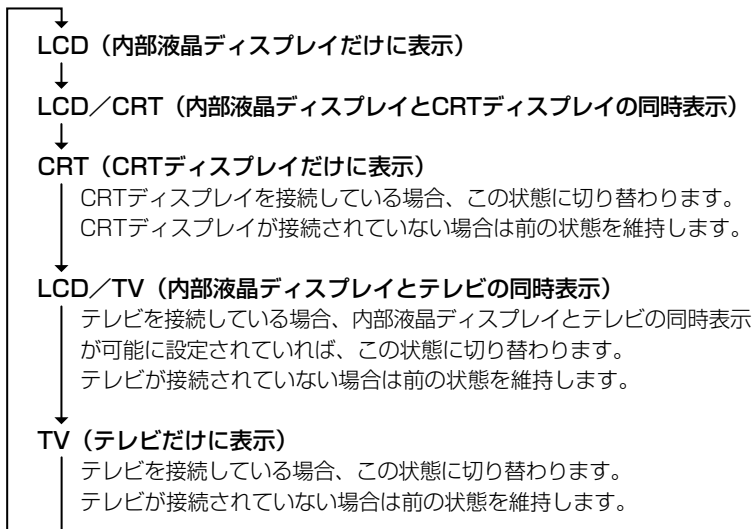 LCD（内部液晶ディスプレイだけに表示）
LCD／CRT（内部液晶ディスプレイとCRTディスプレイの同時表示）
CRT（CRTディスプレイだけに表示）
CRTディスプレイを接続している場合、この状態に切り替わります。
CRTディスプレイが接続されていない場合は前の状態を維持します。
LCD／TV（内部液晶ディスプレイとテレビの同時表示）
テレビを接続している場合、内部液晶ディスプレイとテレビの同時表示
が可能に設定されていれば、この状態に切り替わります。
テレビが接続されていない場合は前の状態を維持します。
TV（テレビだけに表示）
テレビを接続している場合、この状態に切り替わります。
テレビが接続されていない場合は前の状態を維持します。